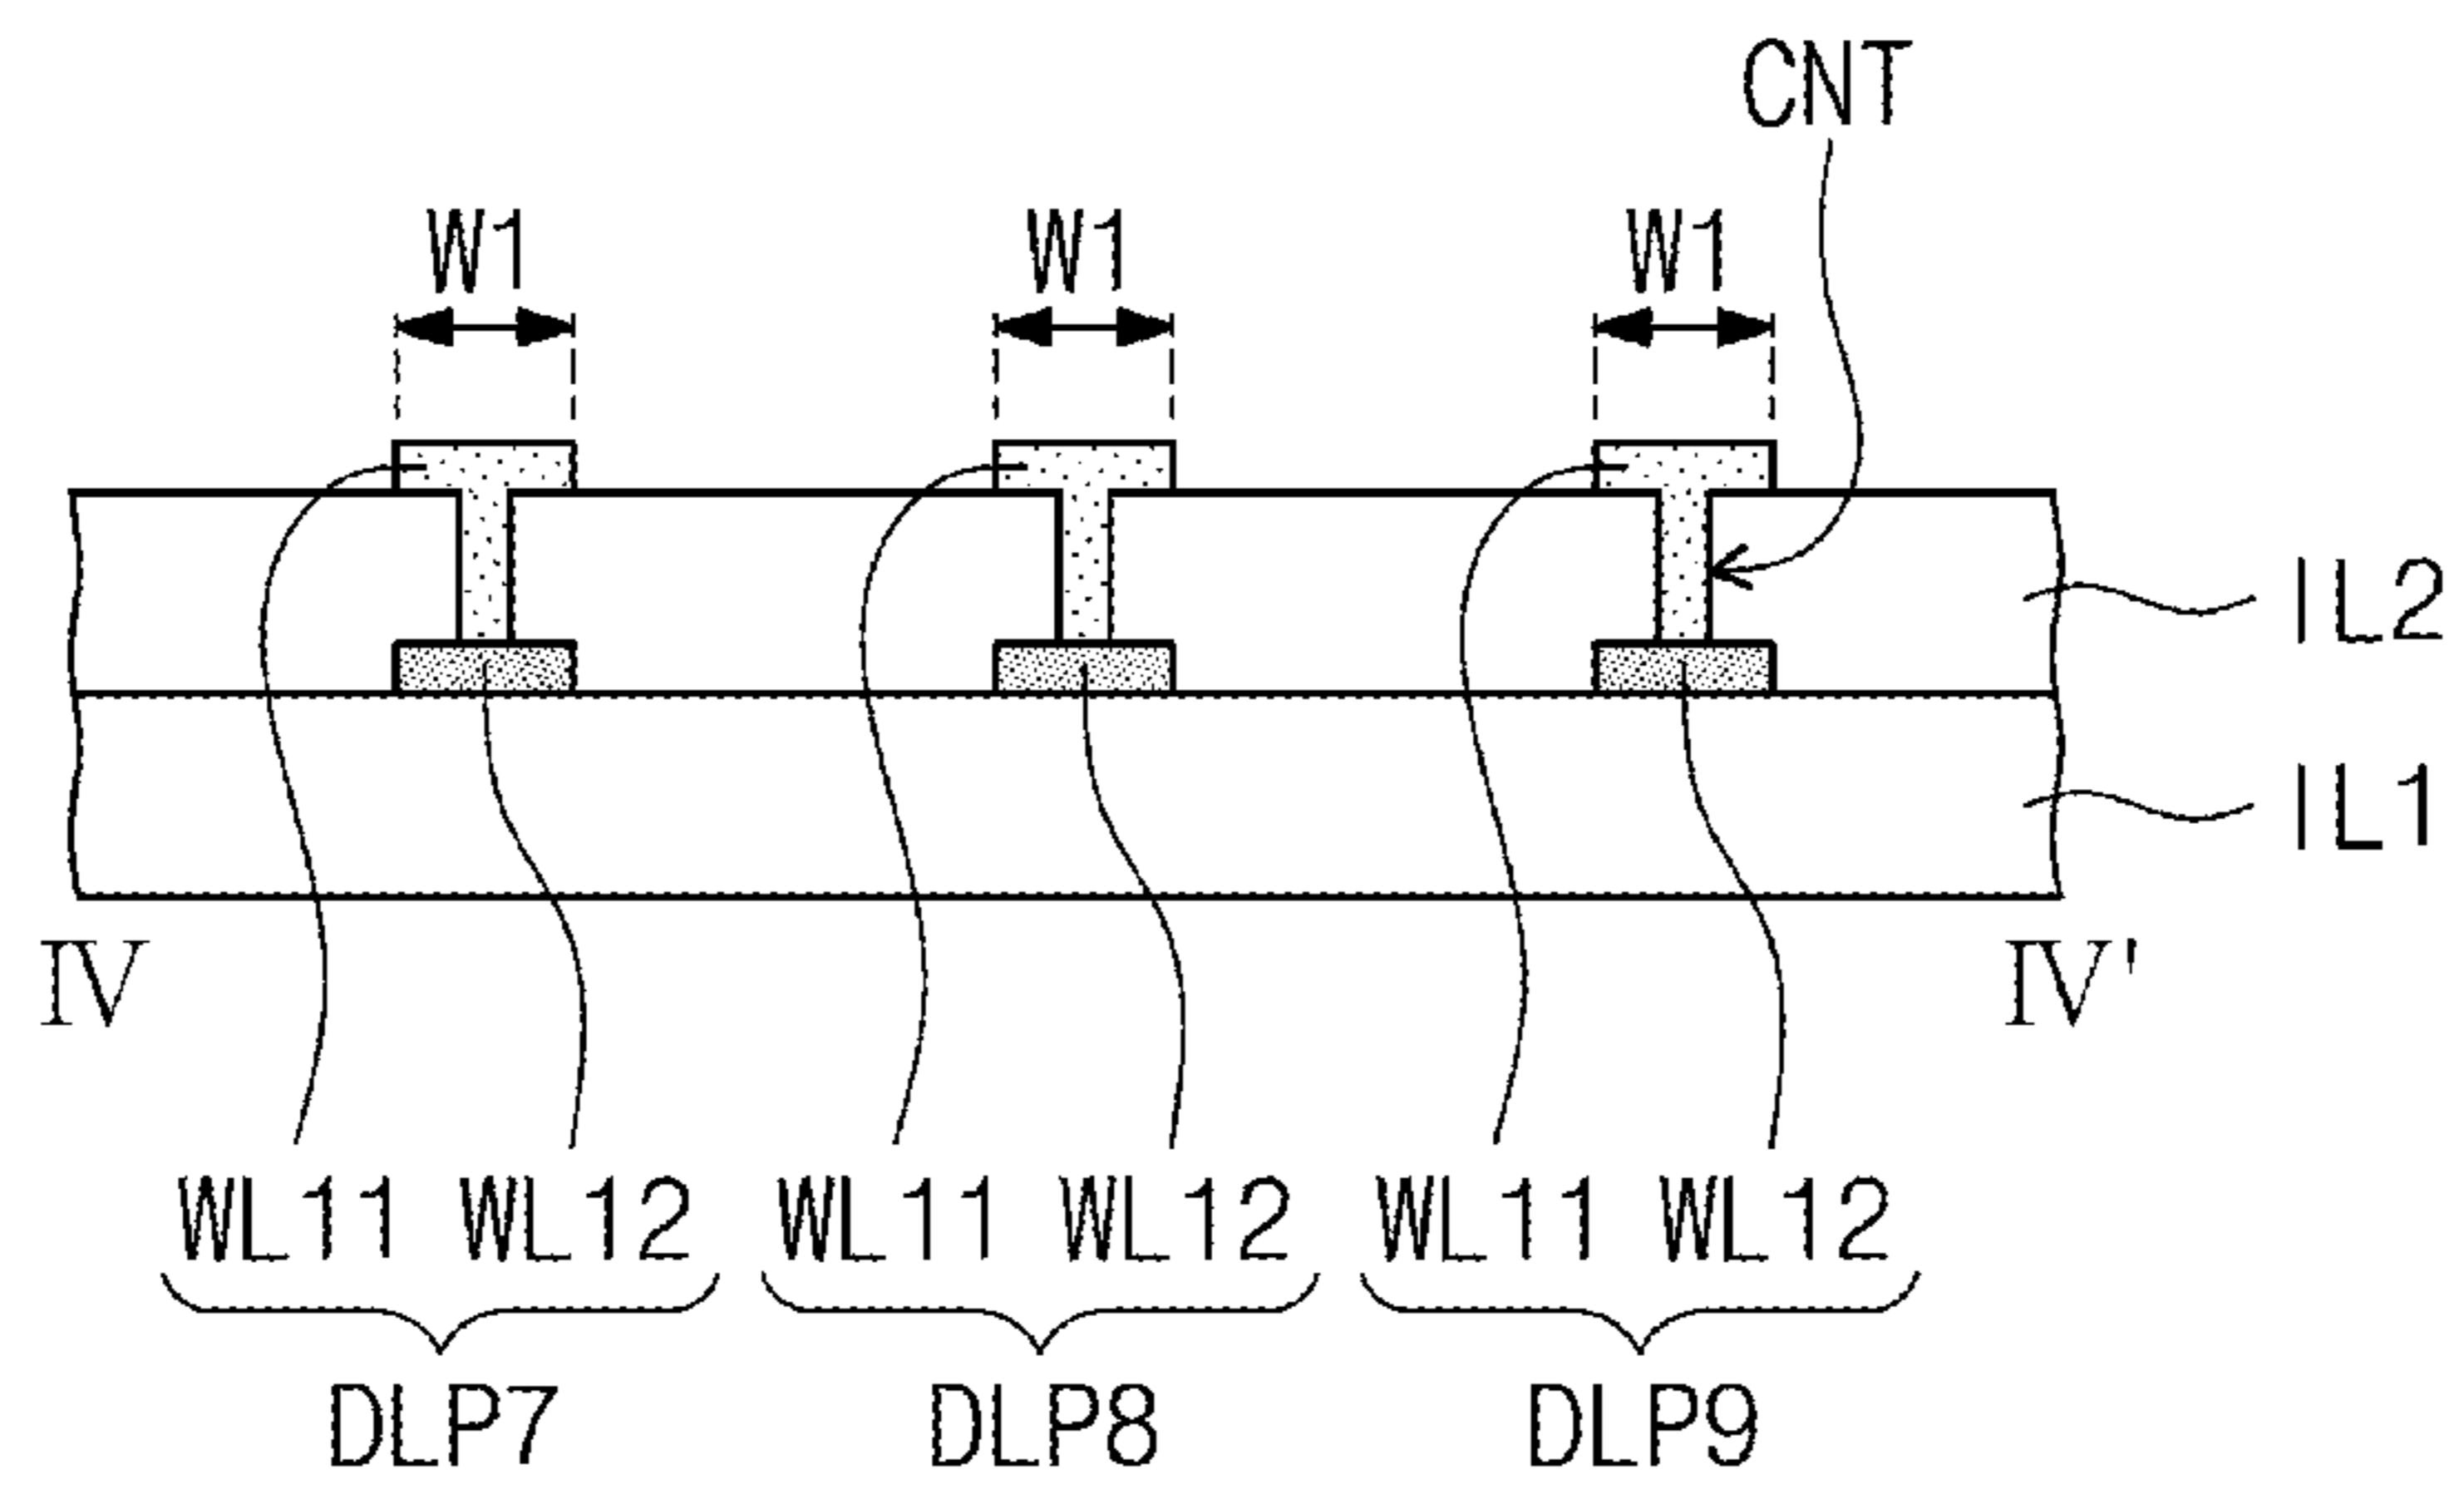 CNT
W1 W1 W1
IL2
IL1
IV IV'
WL11 WL12 WL11 WL12 WL11 WL12
DLP7 DLP8 DLP9